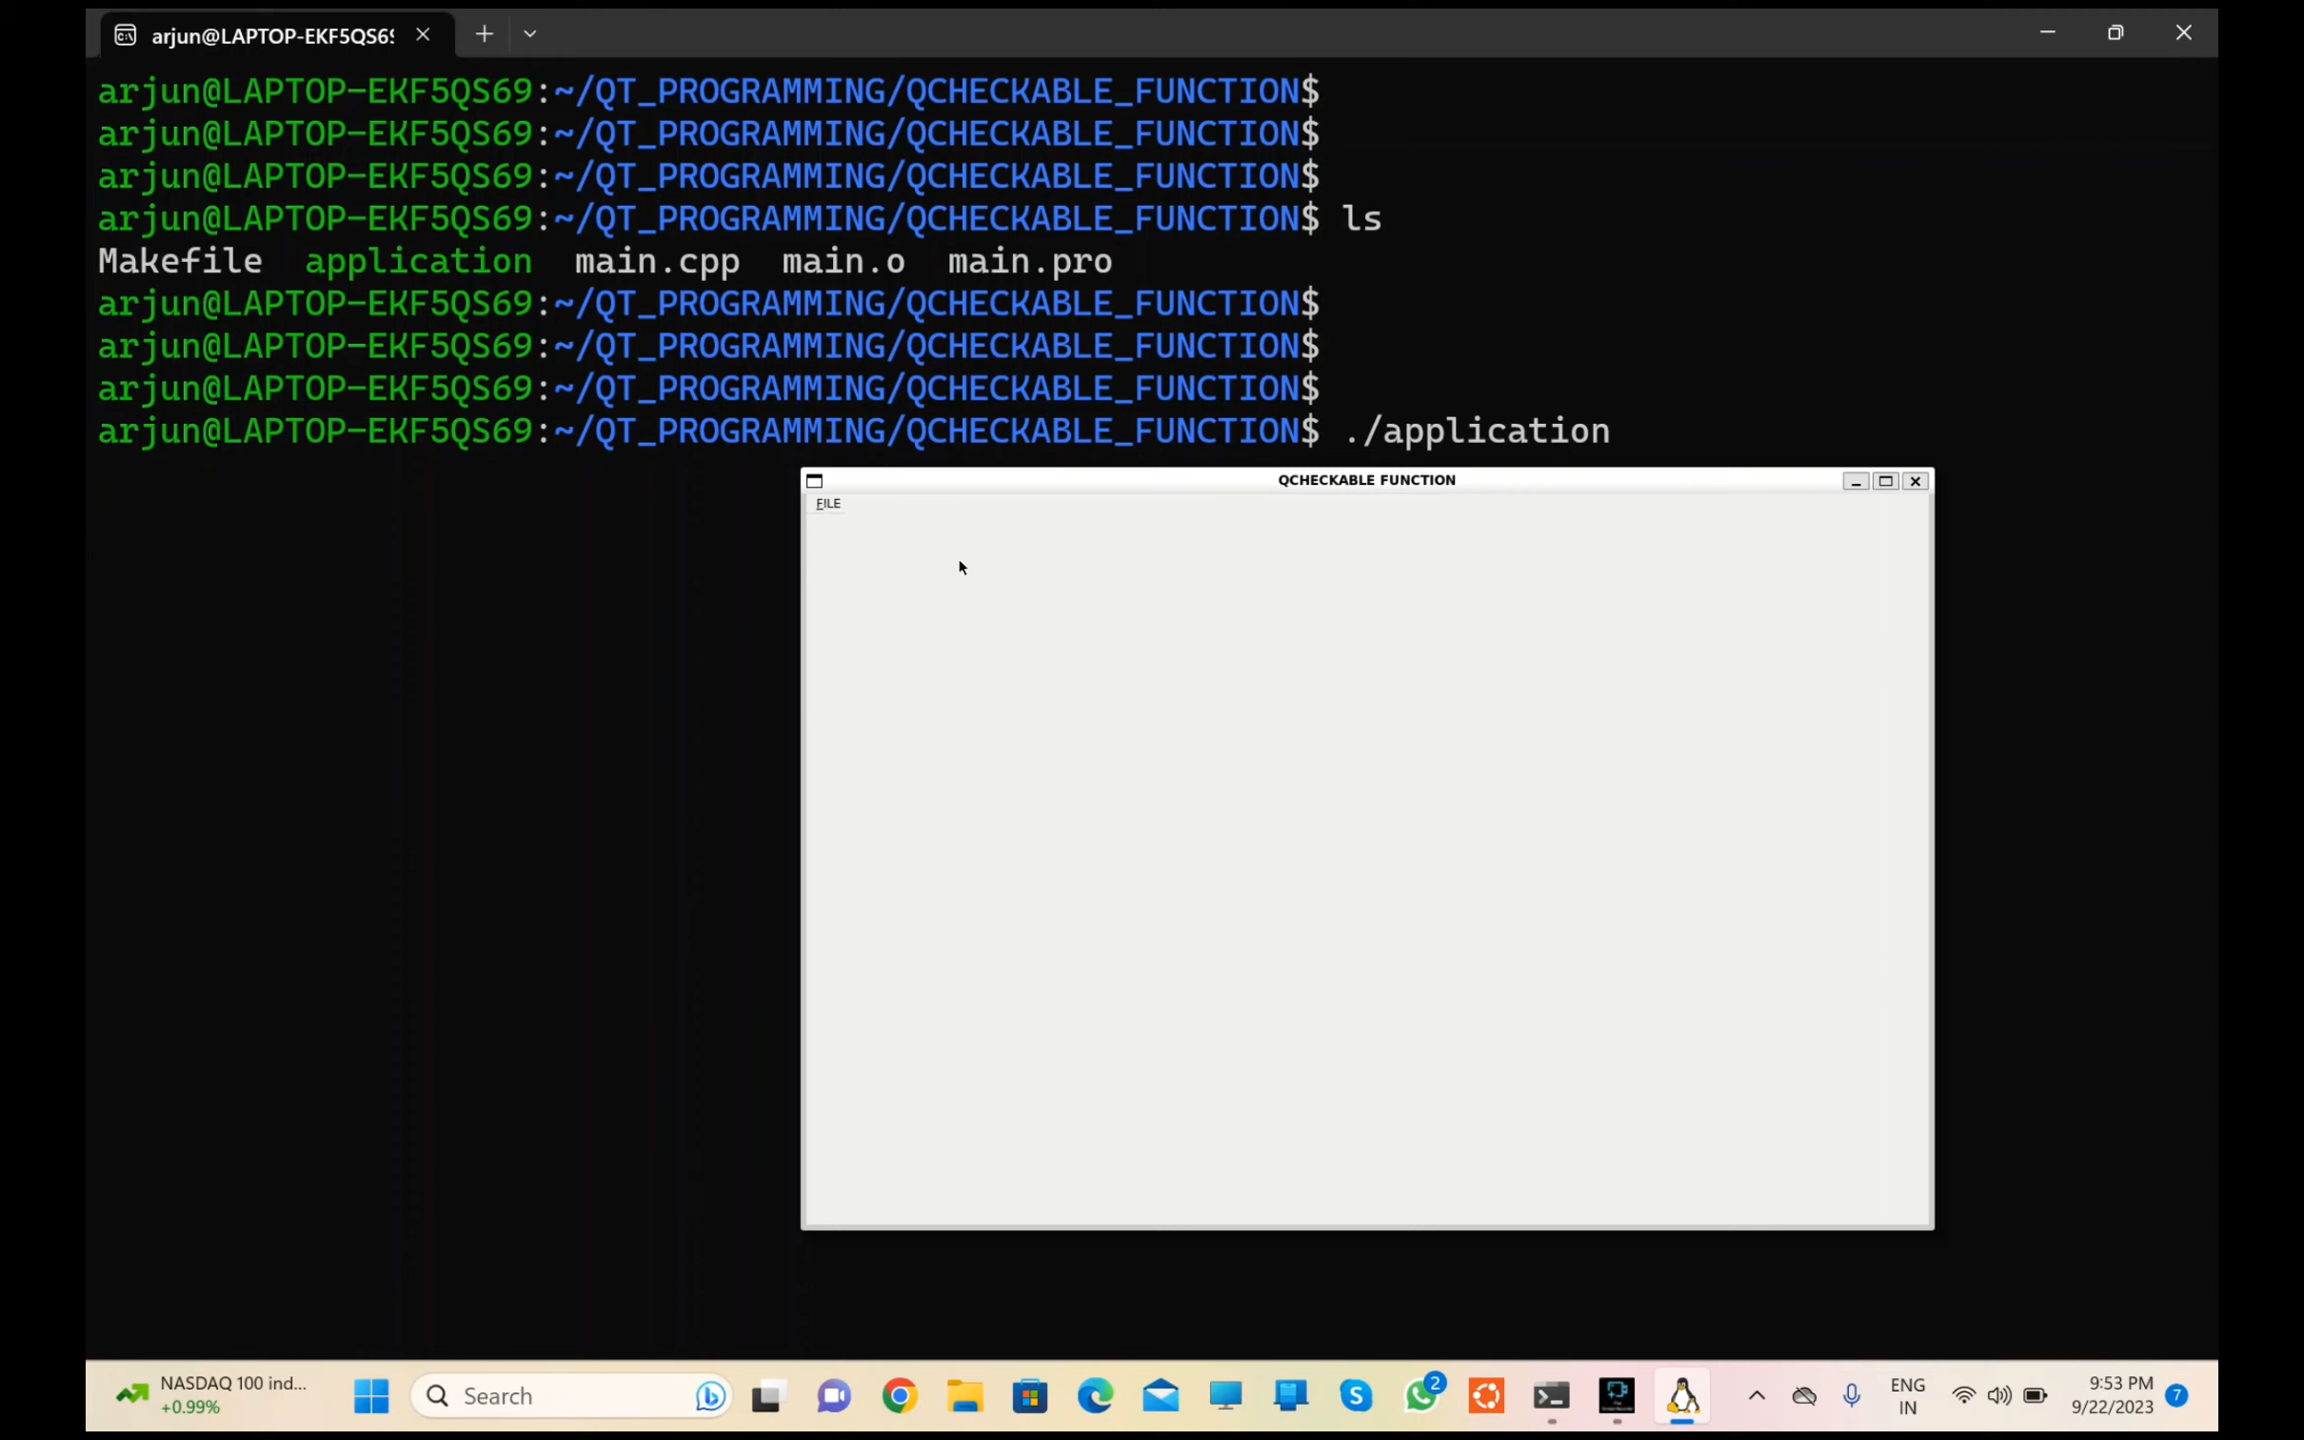 arjun@LAPTOP-EKF5QS6
arjun@LAPTOP-EKF5QS69:~/QT_PROGRAMMING/QCHECKABLE_FUNCTION$
arjun@LAPTOP-EKF5QS69:~/QT_PROGRAMMING/QCHECKABLE_FUNCTION$
arjun@LAPTOP-EKF5QS69:~/QT_PROGRAMMING/QCHECKABLE_FUNCTION$
arjun@LAPTOP-EKF5QS69:~/QT_PROGRAMMING/QCHECKABLE_FUNCTION$ ls
Makefile application main.cpp main.o main.pro
arjun@LAPTOP-EKF5QS69:~/QT_PROGRAMMING/QCHECKABLE_FUNCTION$
arjun@LAPTOP-EKF5QS69:~/QT_PROGRAMMING/QCHECKABLE_FUNCTION$
arjun@LAPTOP-EKF5QS69:~/QT_PROGRAMMING/QCHECKABLE_FUNCTION$
arjun@LAPTOP-EKF5QS69:~/QT_PROGRAMMING/QCHECKABLE_FUNCTION$ ./application
QCHECKABLE FUNCTION
FILE
NASDAQ 100 ind...
+0.99%
Search
2
ENG
IN
9:53 PM
9/22/2023
7